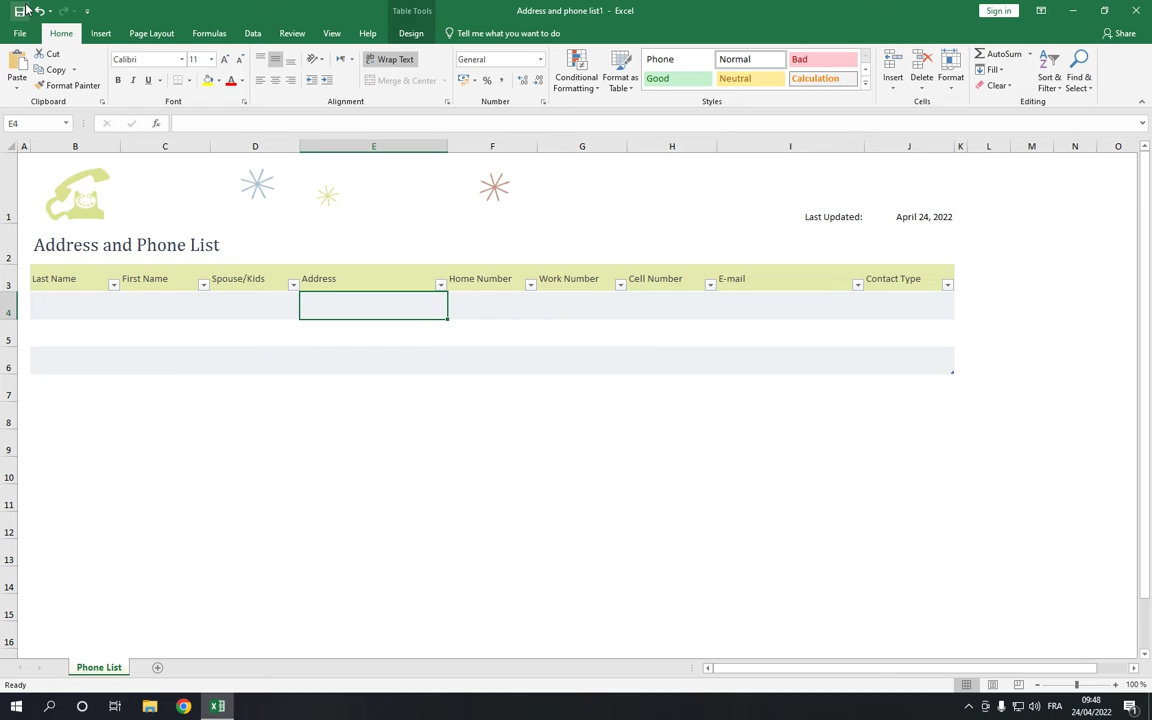 Table Tools
Address and phone list1 - Excel
Sign in
File Home Insert Page Layout Formulas Data Review View Help Design Tell me what you want to do Share
Paste
Cut
Copy
Format Painter
Clipboard
Calibri 11
B I U
Font
Wrap Text
Merge & Center
Alignment
General
%
Number
Conditional Formatting
Format as Table
Phone Normal Bad
Good Neutral Calculation
Styles
Insert Delete Format
Cells
AutoSum
Fill
Clear
Sort & Filter
Find & Select
Editing
E4
fx
A B C D E F G H I J K L M N O
1 Last Updated: April 24, 2022
2 Address and Phone List
3 Last Name First Name Spouse/Kids Address Home Number Work Number Cell Number E-mail Contact Type
4
5
6
7
8
9
10
11
12
13
14
15
16
Phone List
Ready
100 %
FRA
09:48
24/04/2022
1